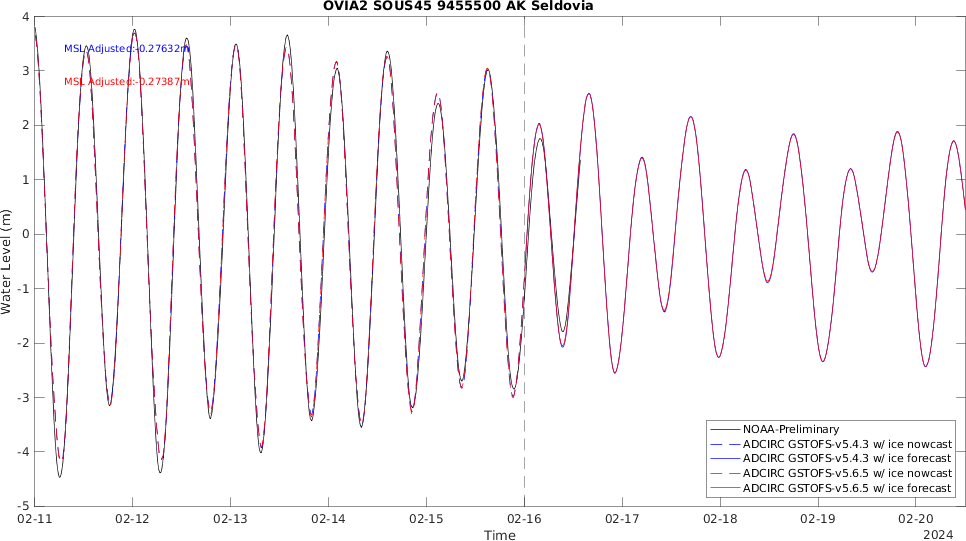 OVIA2 SOUS45 9455500 AK Seldovia
MSL Adjusted:-0.27632m
MSL Adjusted:-0.27387m
Water Level (m)
4
3
2
1
0
-1
-2
-3
-4
-5
02-11 02-12 02-13 02-14 02-15 02-16 02-17 02-18 02-19 02-20
Time
2024
NOAA-Preliminary
ADCIRC GSTOFS-v5.4.3 w/ ice nowcast
ADCIRC GSTOFS-v5.4.3 w/ ice forecast
ADCIRC GSTOFS-v5.6.5 w/ ice nowcast
ADCIRC GSTOFS-v5.6.5 w/ ice forecast